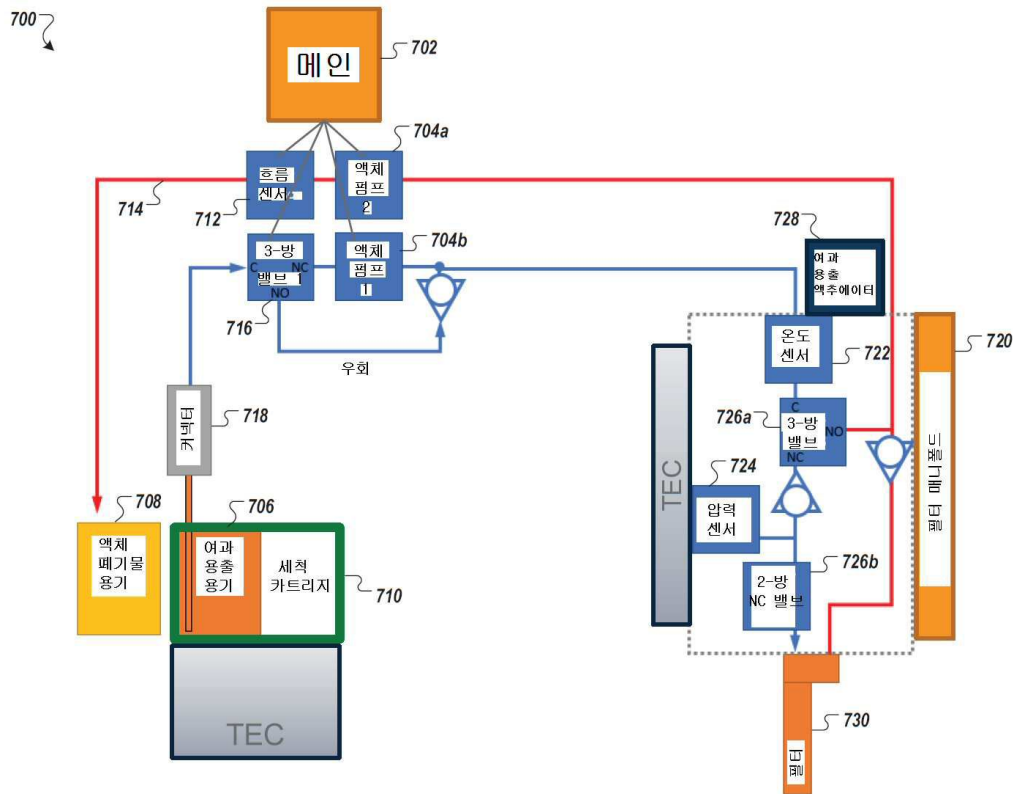 700
702
메인
704a
흐름
센서
액체
펌프
2
714
712
728
704b
3-방
밸브 1
C
NC
NO
액체
펌프
1
여과
용출
액추에이터
716
우회
온도
센서
722
720
718
커넥터
726a
C
3-방
밸브
NO
NC
TEC
724
압력
센서
필터 매니폴드
708
706
액체
폐기물
용기
여과
용출
용기
세척
카트리지
710
726b
2-방
NC 밸브
TEC
730
필터